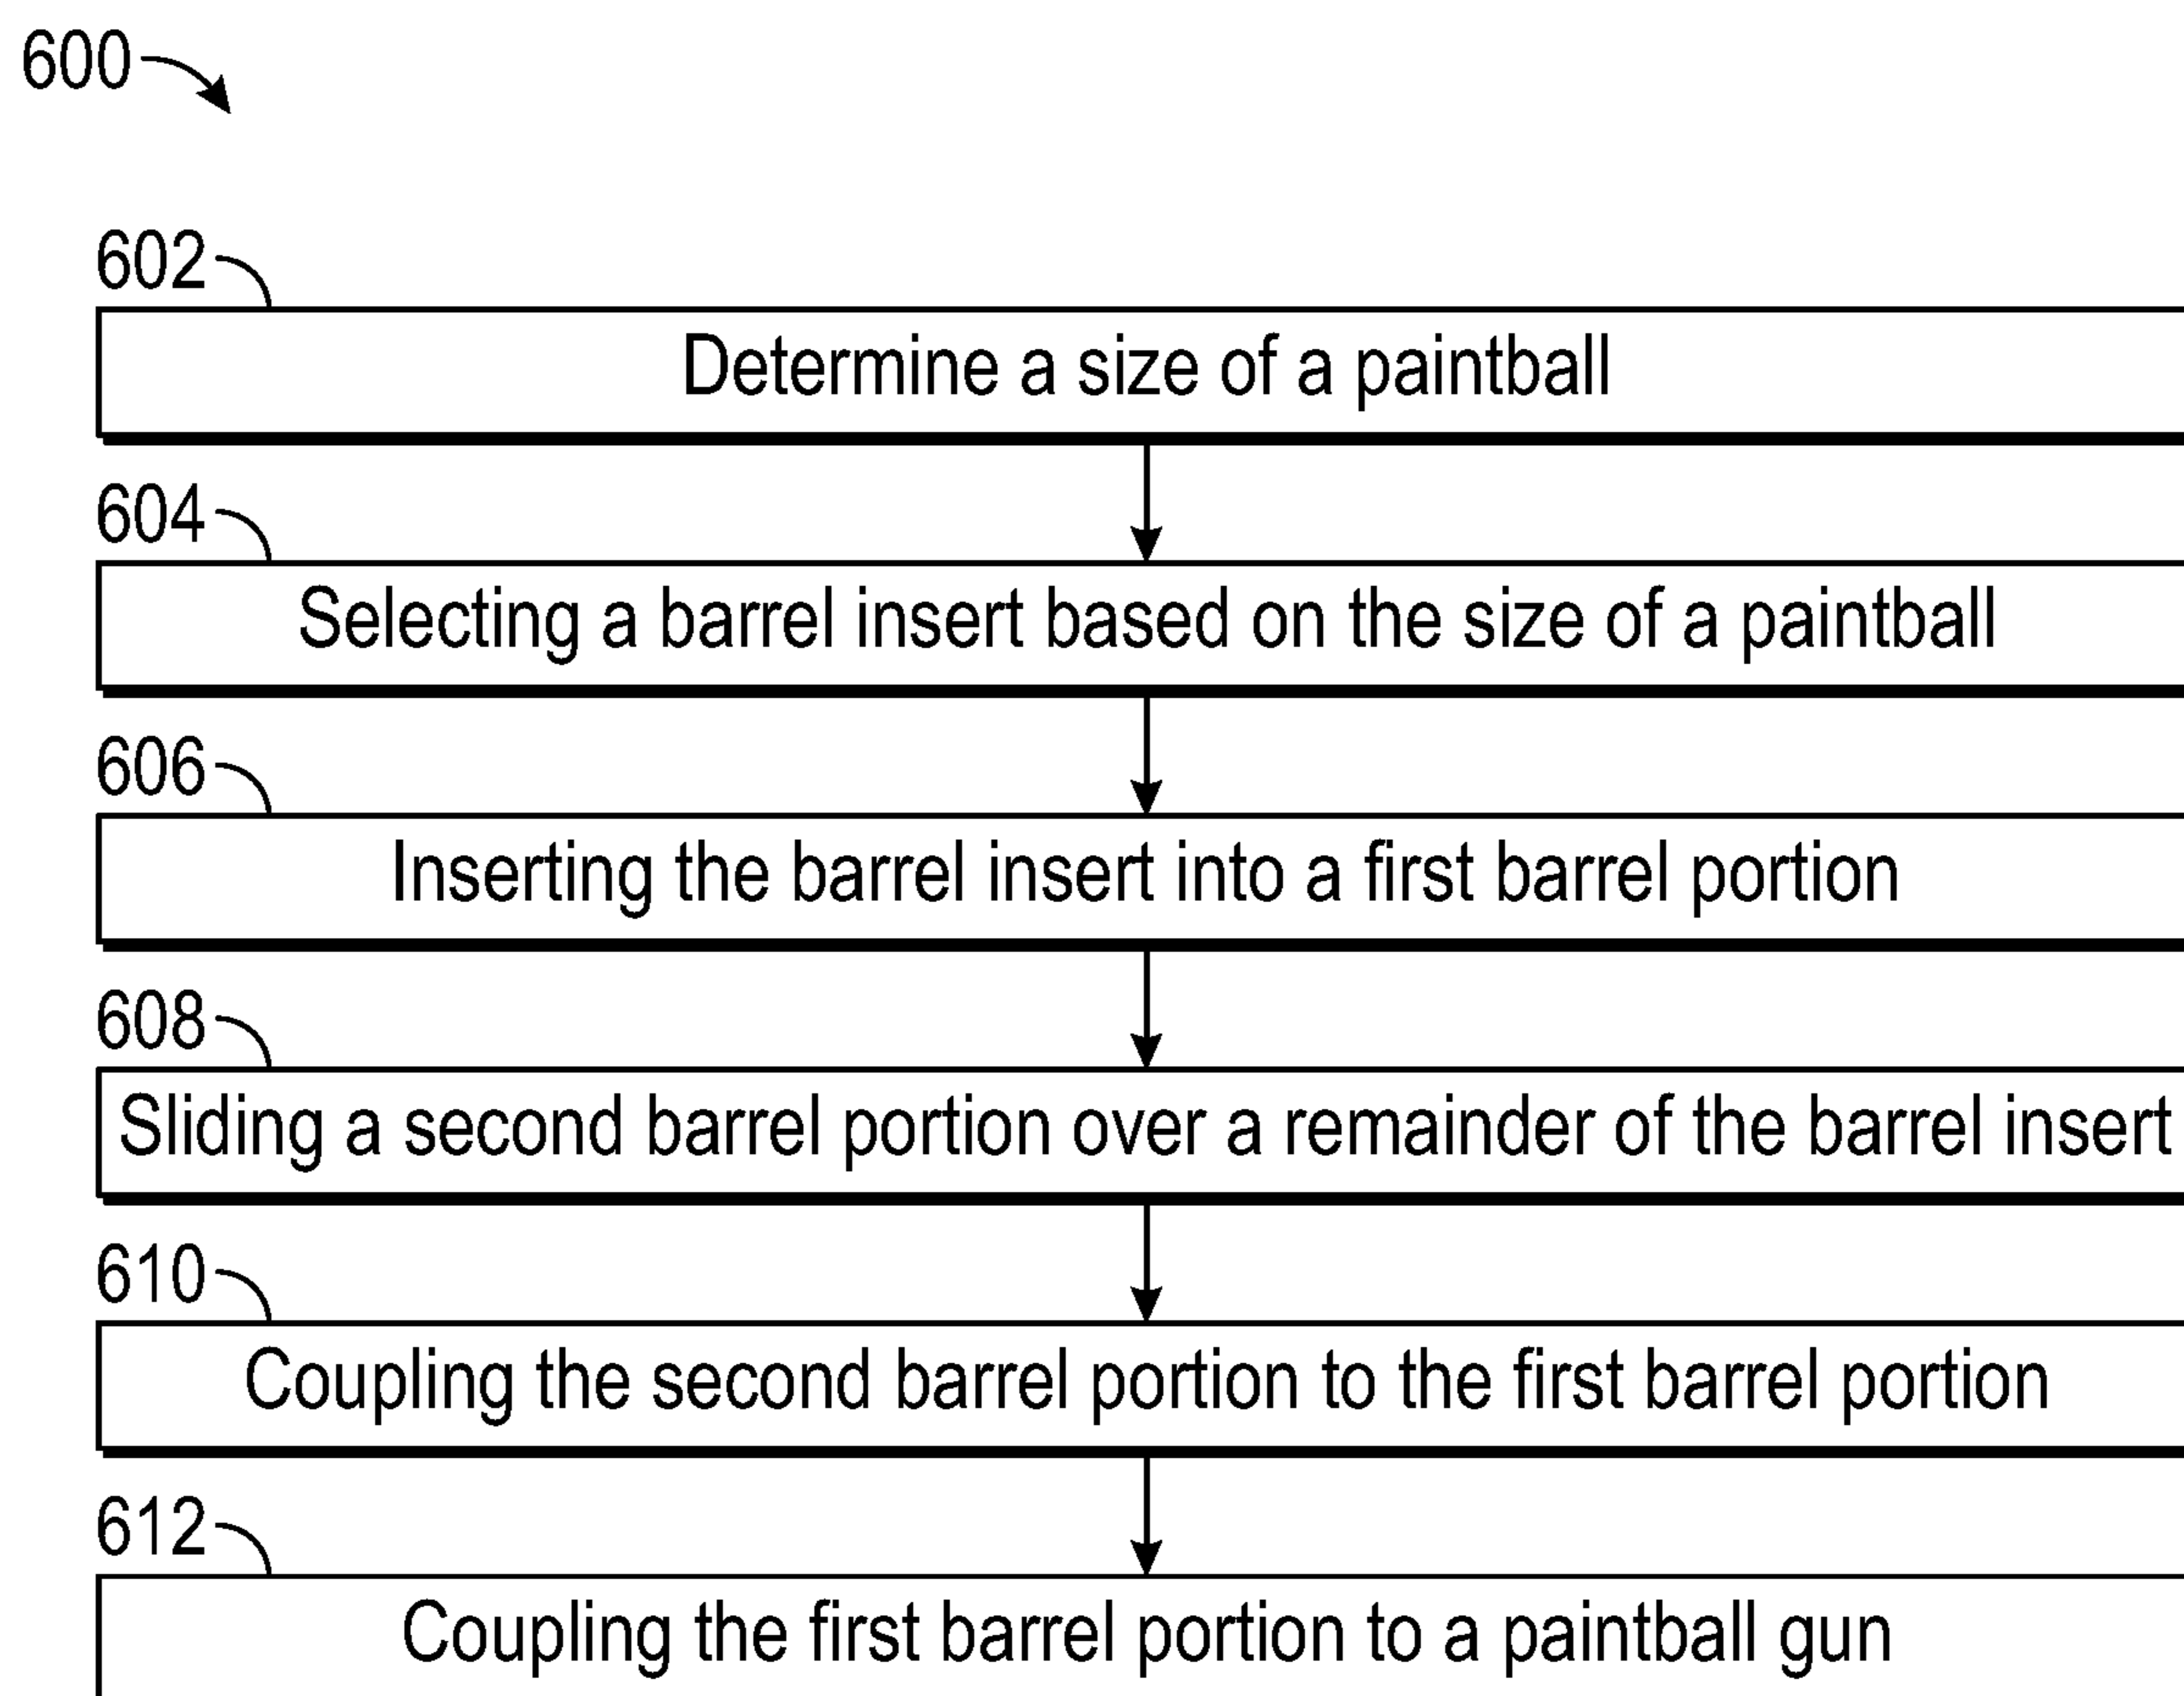 600
602
Determine a size of a paintball
604
Selecting a barrel insert based on the size of a paintball
606
Inserting the barrel insert into a first barrel portion
608
Sliding a second barrel portion over a remainder of the barrel insert
610
Coupling the second barrel portion to the first barrel portion
612
Coupling the first barrel portion to a paintball gun